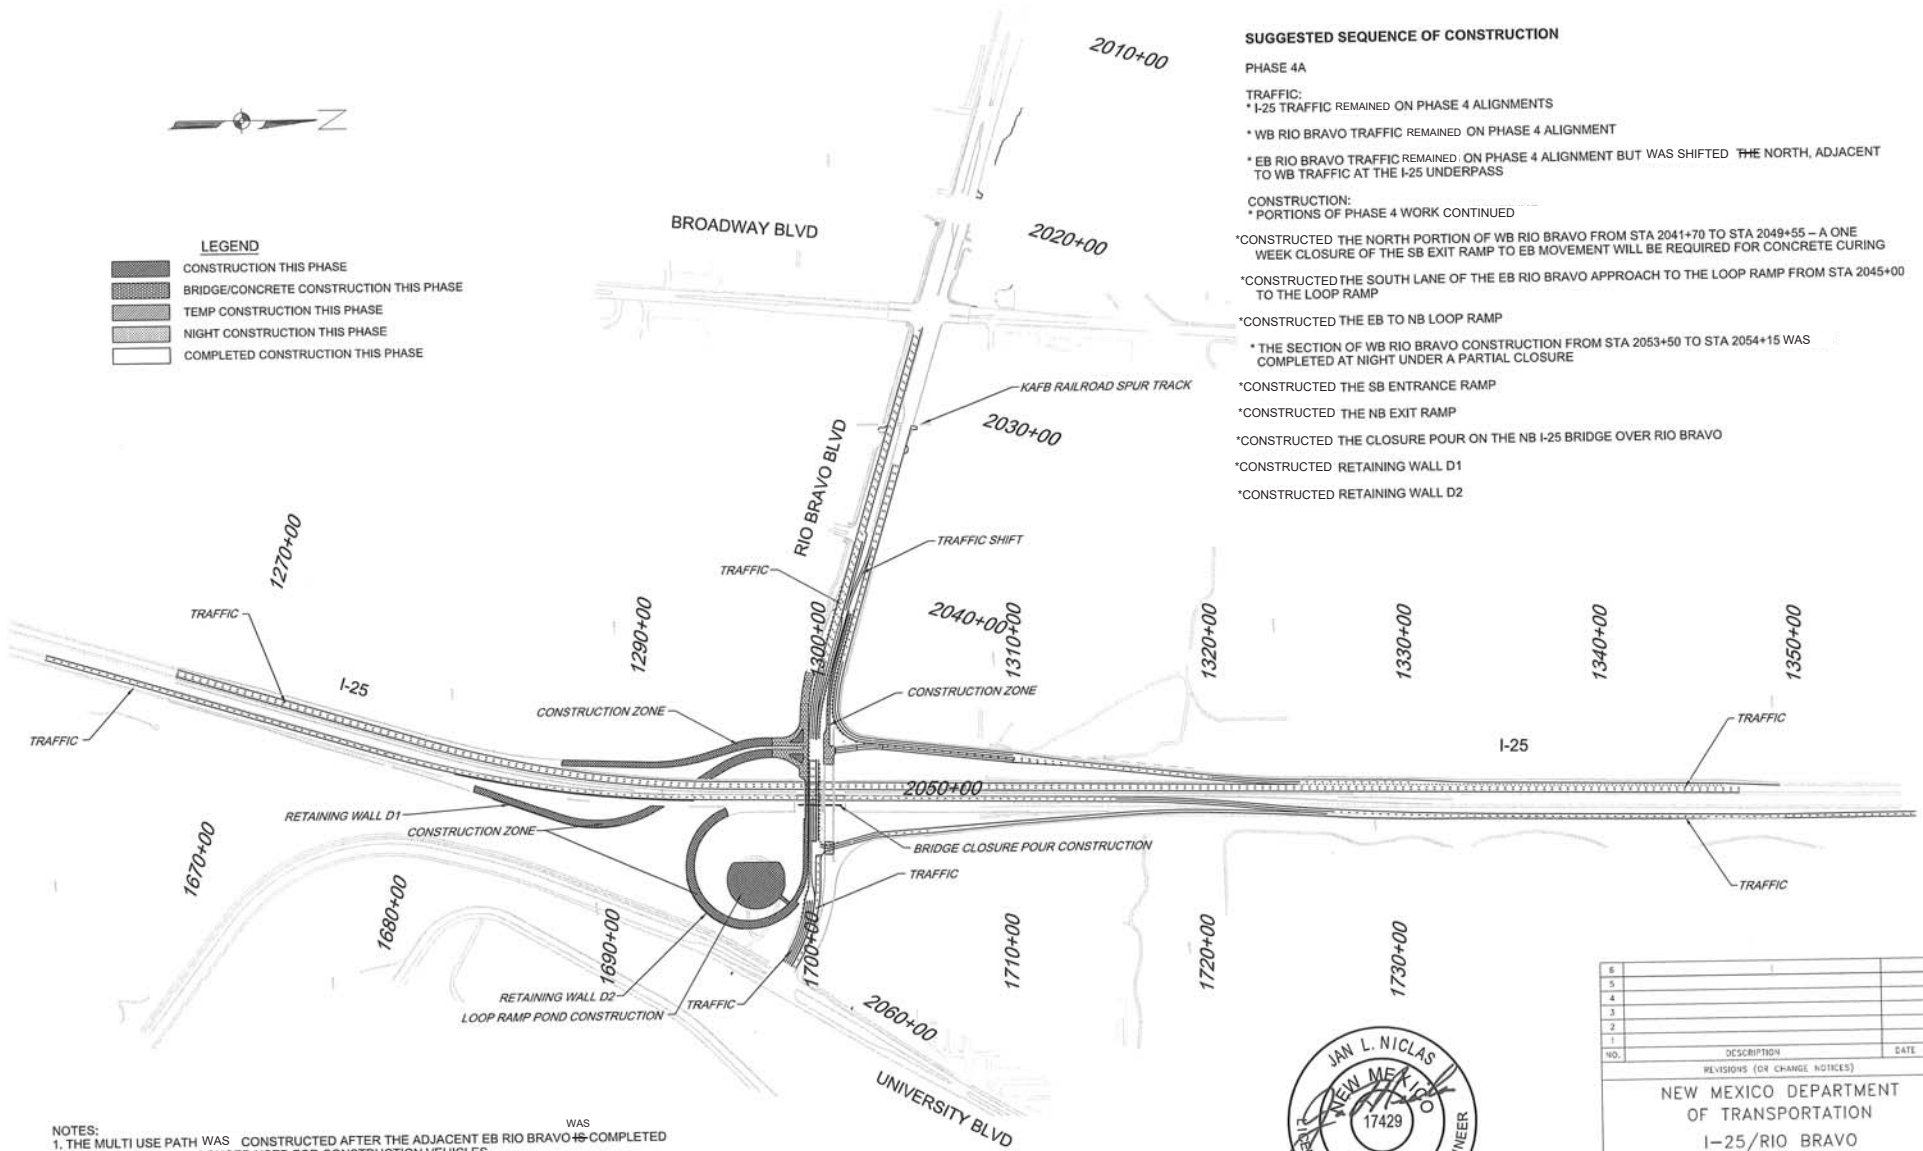 SUGGESTED SEQUENCE OF CONSTRUCTION
PHASE 4A
TRAFFIC:
* I-25 TRAFFIC REMAINED ON PHASE 4 ALIGNMENTS
* WB RIO BRAVO TRAFFIC REMAINED ON PHASE 4 ALIGNMENT
* EB RIO BRAVO TRAFFIC REMAINED ON PHASE 4 ALIGNMENT BUT WAS SHIFTED THE NORTH, ADJACENT
TO WB TRAFFIC AT THE I-25 UNDERPASS
CONSTRUCTION:
* PORTIONS OF PHASE 4 WORK CONTINUED
*CONSTRUCTED THE NORTH PORTION OF WB RIO BRAVO FROM STA 2041+70 TO STA 2049+55 – A ONE
WEEK CLOSURE OF THE SB EXIT RAMP TO EB MOVEMENT WILL BE REQUIRED FOR CONCRETE CURING
*CONSTRUCTED THE SOUTH LANE OF THE EB RIO BRAVO APPROACH TO THE LOOP RAMP FROM STA 2045+00
TO THE LOOP RAMP
*CONSTRUCTED THE EB TO NB LOOP RAMP
* THE SECTION OF WB RIO BRAVO CONSTRUCTION FROM STA 2053+50 TO STA 2054+15 WAS
COMPLETED AT NIGHT UNDER A PARTIAL CLOSURE
*CONSTRUCTED THE SB ENTRANCE RAMP
*CONSTRUCTED THE NB EXIT RAMP
*CONSTRUCTED THE CLOSURE POUR ON THE NB I-25 BRIDGE OVER RIO BRAVO
*CONSTRUCTED RETAINING WALL D1
*CONSTRUCTED RETAINING WALL D2
Z
LEGEND
CONSTRUCTION THIS PHASE
BRIDGE/CONCRETE CONSTRUCTION THIS PHASE
TEMP CONSTRUCTION THIS PHASE
NIGHT CONSTRUCTION THIS PHASE
COMPLETED CONSTRUCTION THIS PHASE
2010+00
BROADWAY BLVD
2020+00
KAFB RAILROAD SPUR TRACK
2030+00
RIO BRAVO BLVD
TRAFFIC SHIFT
TRAFFIC
1270+00
TRAFFIC
1290+00
1300+00
2040+00
1310+00
1320+00
1330+00
1340+00
1350+00
I-25
CONSTRUCTION ZONE
CONSTRUCTION ZONE
TRAFFIC
TRAFFIC
I-25
2050+00
RETAINING WALL D1
CONSTRUCTION ZONE
BRIDGE CLOSURE POUR CONSTRUCTION
TRAFFIC
TRAFFIC
1670+00
1680+00
1690+00
1700+00
1710+00
1720+00
1730+00
RETAINING WALL D2
LOOP RAMP POND CONSTRUCTION
TRAFFIC
2060+00
UNIVERSITY BLVD
NOTES:
WAS
1. THE MULTI USE PATH WAS CONSTRUCTED AFTER THE ADJACENT EB RIO BRAVO IS COMPLETED
USED FOR CONSTRUCTION VEHICLES
JAN L. NICLAS
NEW MEXICO
17429
6
5
4
3
2
1
NO. DESCRIPTION DATE
REVISIONS (OR CHANGE NOTICES)
NEW MEXICO DEPARTMENT
OF TRANSPORTATION
I-25/RIO BRAVO